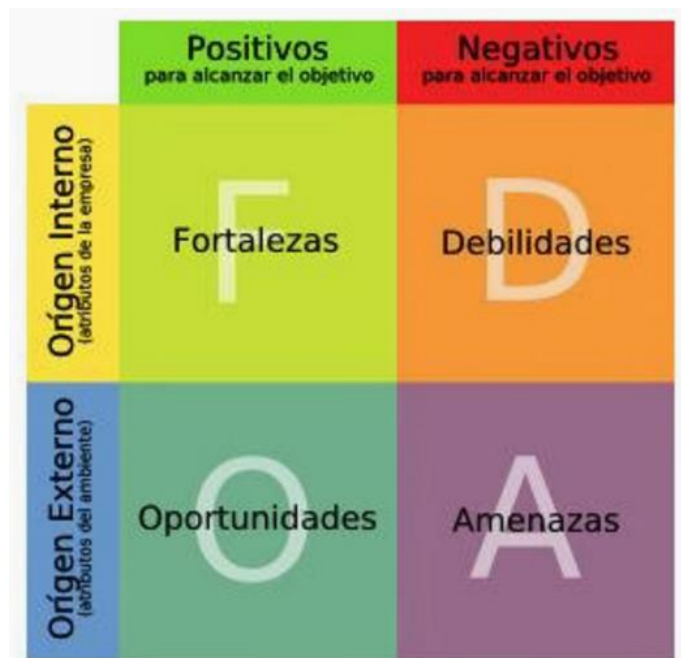 Positivos
para alcanzar el objetivo
Negativos
para alcanzar el objetivo
Orígen Interno
(atributos de la empresa)
F
Fortalezas
D
Debilidades
Orígen Externo
(atributos del ambiente)
O
Oportunidades
A
Amenazas